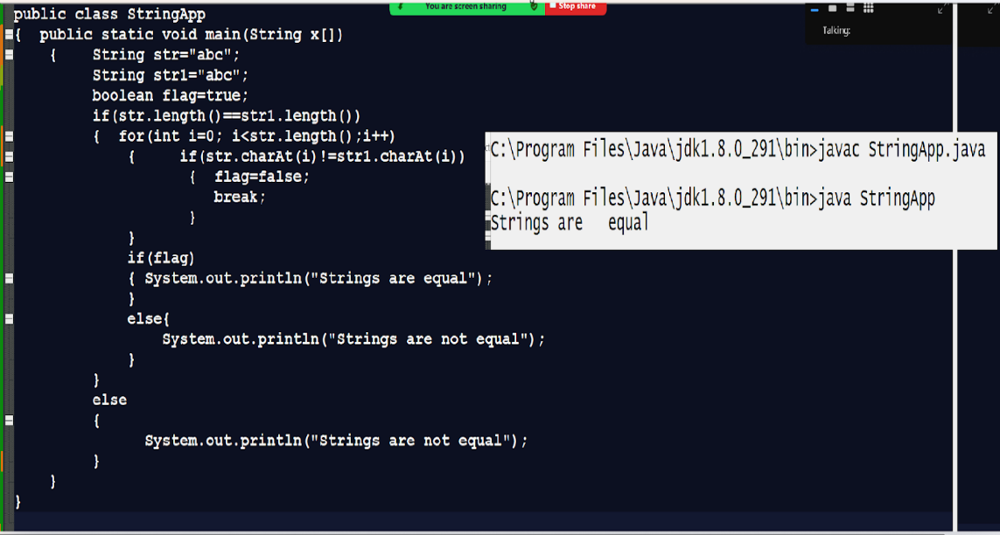 You are screen sharing Stop share
Talking:
public class StringApp
{ public static void main(String x[])
{ String str="abc";
String str1="abc";
boolean flag=true;
if(str.length()==str1.length())
{ for(int i=0; i<str.length();i++)
{ if(str.charAt(i)!=str1.charAt(i))
{ flag=false;
break;
}
}
if(flag)
{ System.out.println("Strings are equal");
}
else{
System.out.println("Strings are not equal");
}
}
else
{
System.out.println("Strings are not equal");
}
}
}
C:\Program Files\Java\jdk1.8.0_291\bin>javac StringApp.java
C:\Program Files\Java\jdk1.8.0_291\bin>java StringApp
Strings are equal